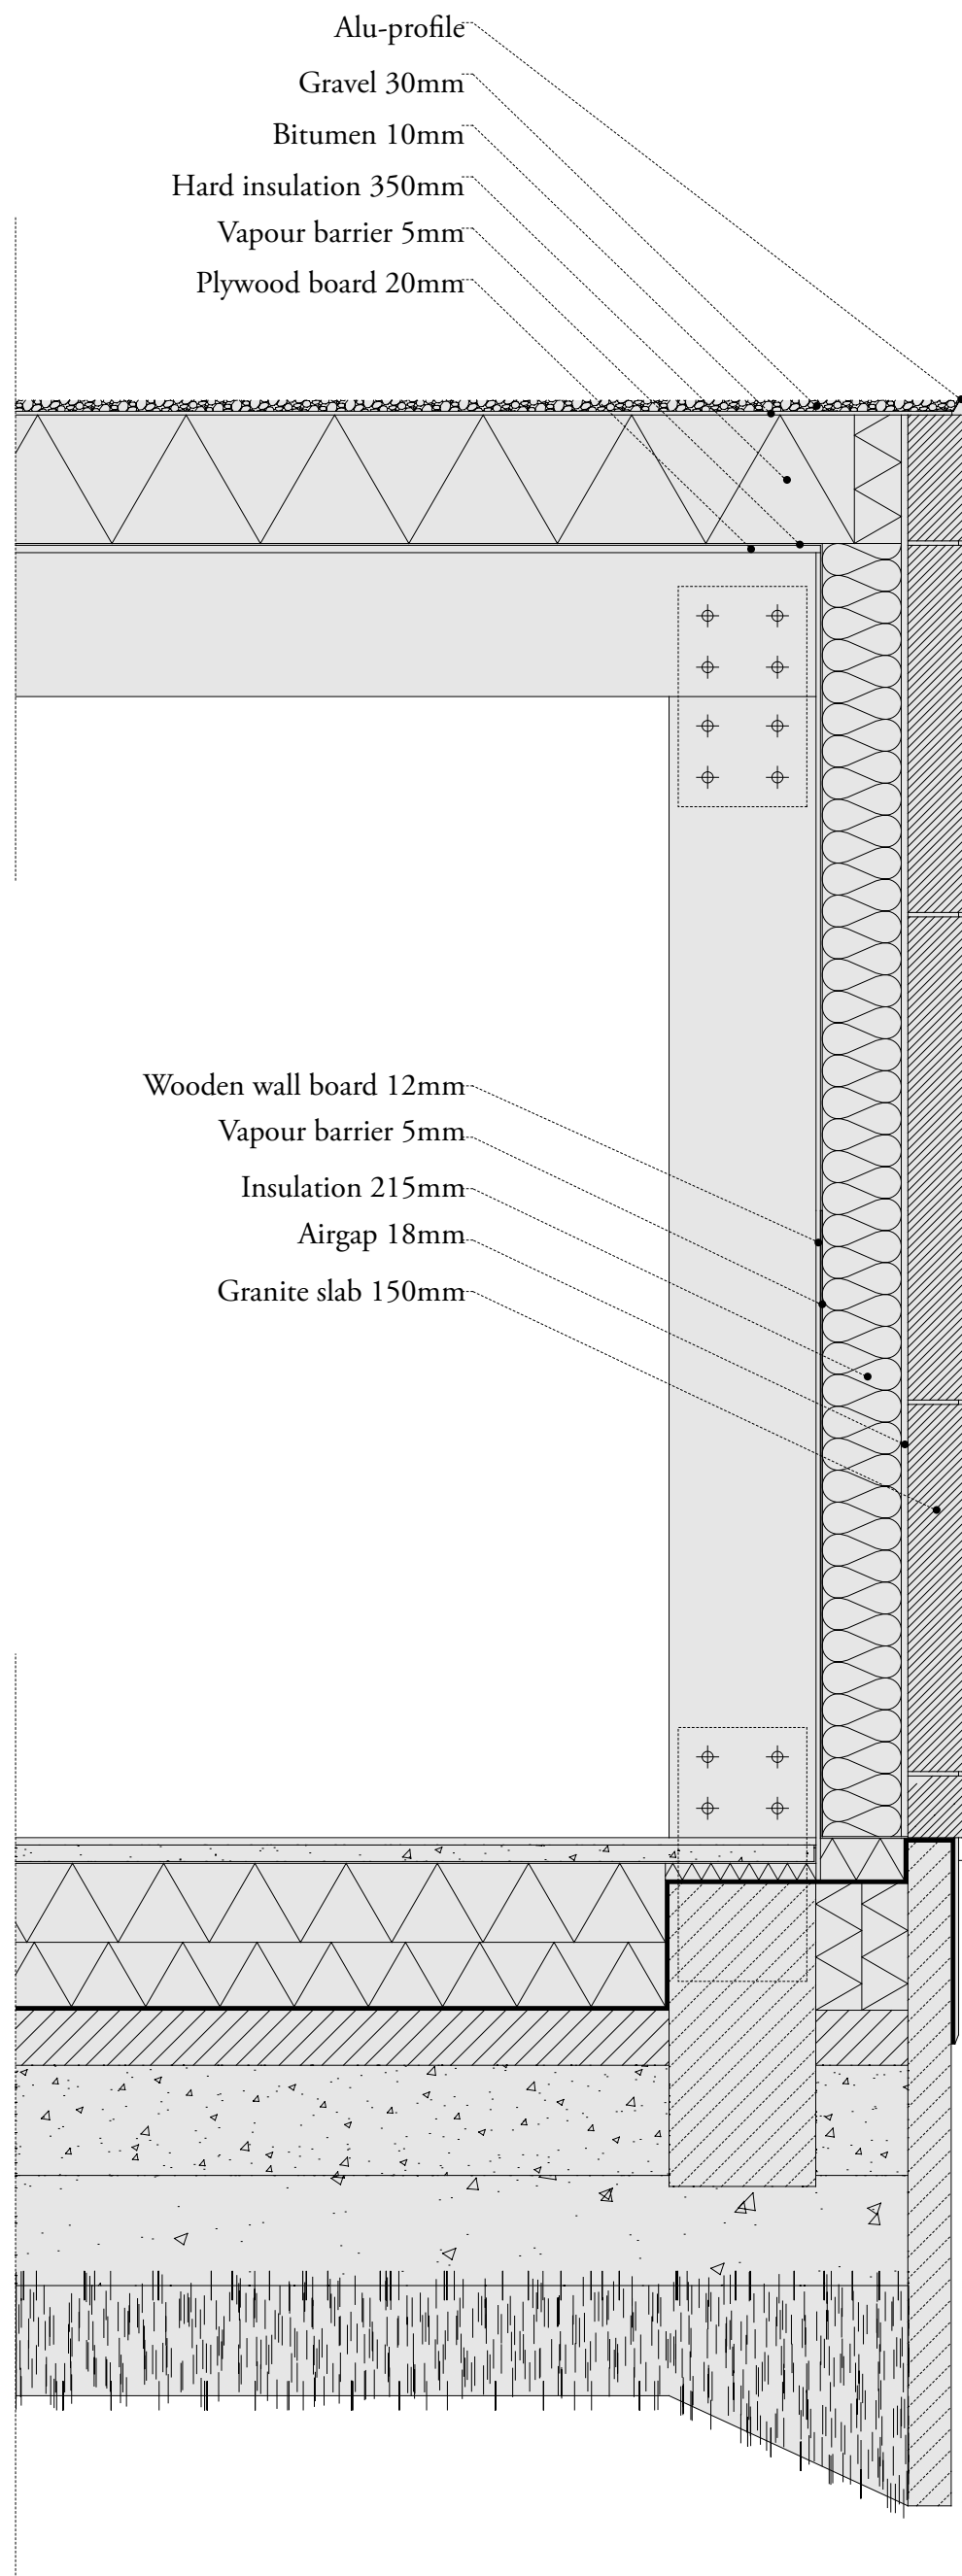 Alu-profile
Gravel 30mm
Bitumen 10mm
Hard insulation 350mm
Vapour barrier 5mm
Plywood board 20mm
Wooden wall board 12mm
Vapour barrier 5mm
Insulation 215mm
Airgap 18mm
Granite slab 150mm